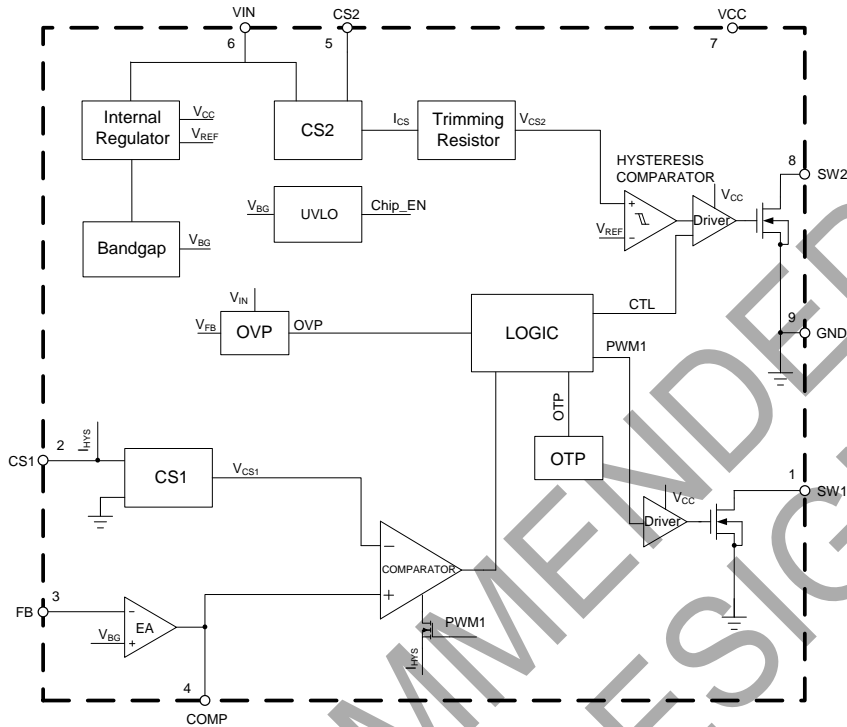 VIN
CS2
VCC
6
5
7
Internal
Regulator
VCC
VREF
CS2
ICS
Trimming
Resistor
VCS2
HYSTERESIS
COMPARATOR
8
SW2
VCC
+
−
VREF
Driver
VBG
UVLO
Chip_EN
Bandgap
VBG
VIN
VFB
OVP
OVP
LOGIC
CTL
PWM1
9
GND
OTP
OTP
2
IHYS
CS1
CS1
VCS1
1
SW1
VCC
Driver
−
COMPARATOR
+
3
FB
−
EA
VBG
+
PWM1
IHYS
4
COMP
MMENDED
ESIG